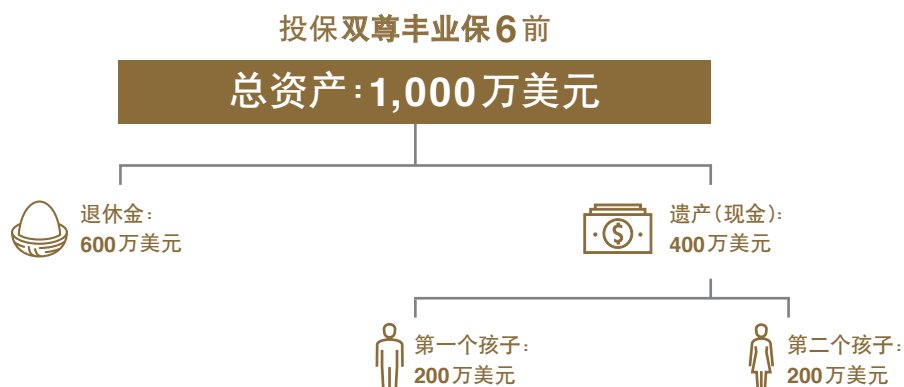 投保双尊丰业保6前
总资产：1,000万美元
退休金：
600万美元
遗产（现金）：
400万美元
第一个孩子：
200万美元
第二个孩子：
200万美元